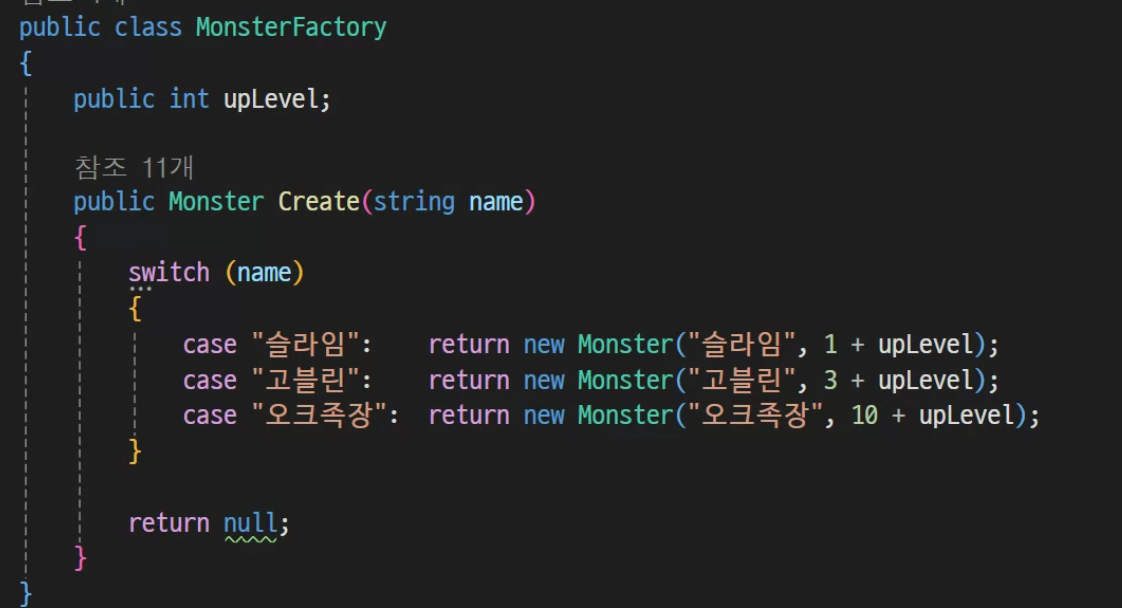 public class MonsterFactory
{
public int upLevel;
참조 11개
public Monster Create(string name)
{
switch (name)
{
case "슬라임": return new Monster("슬라임", 1 + upLevel);
case "고블린": return new Monster("고블린", 3 + upLevel);
case "오크족장": return new Monster("오크족장", 10 + upLevel);
}
return null;
}
}